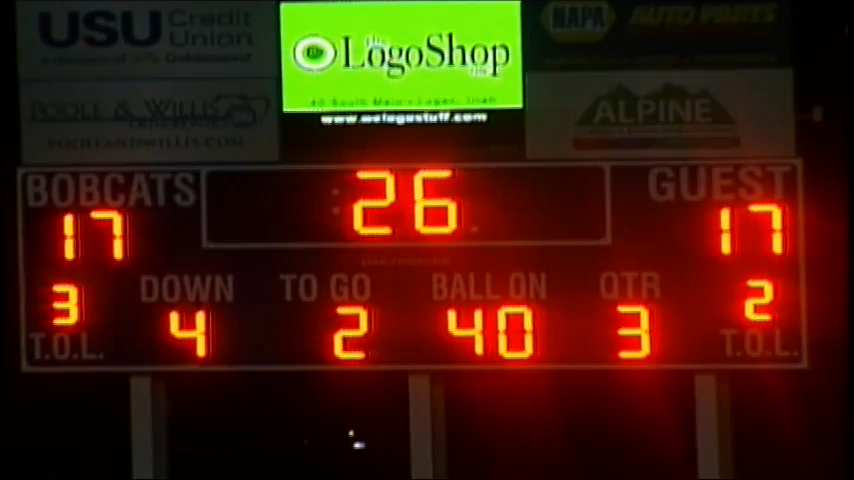 USU Credit Union
NAPA AUTO PARTS
The LogoShop Inc
40 South Main • Logan, Utah
www.welogostuff.com
POOLE & WILLIS
POOLEANDWILLIS.COM
ALPINE
BOBCATS :26 GUEST
17 17
DAKTRONICS
DOWN TO GO BALL ON QTR
3 4 2 40 3 2
T.O.L. T.O.L.